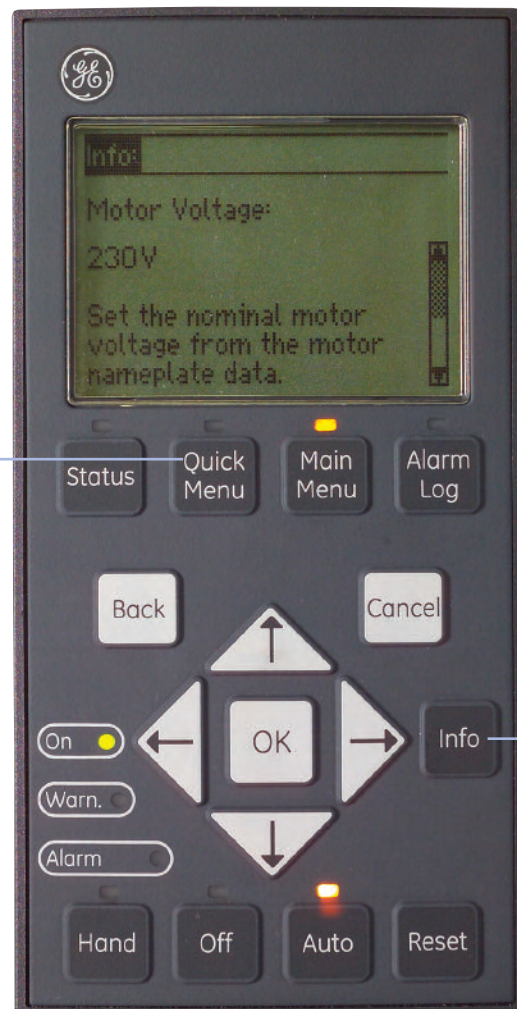 GE
Info:
Motor Voltage:
230V
Set the nominal motor
voltage from the motor
nameplate data.
Status
Quick
Menu
Main
Menu
Alarm
Log
Back
Cancel
OK
Info
On
Warn.
Alarm
Hand
Off
Auto
Reset